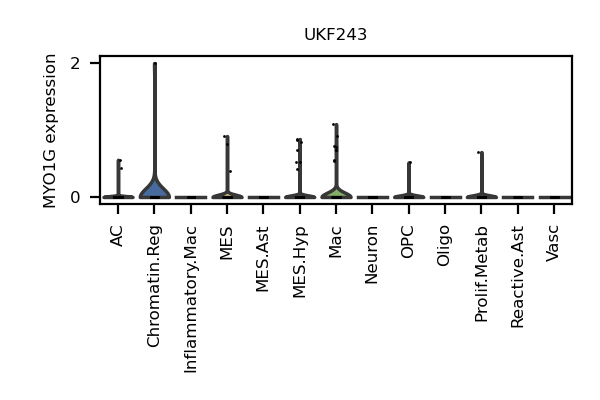 UKF243
MYO1G expression
2
0
AC
Chromatin.Reg
Inflammatory.Mac
MES
MES.Ast
MES.Hyp
Mac
Neuron
OPC
Oligo
Prolif.Metab
Reactive.Ast
Vasc